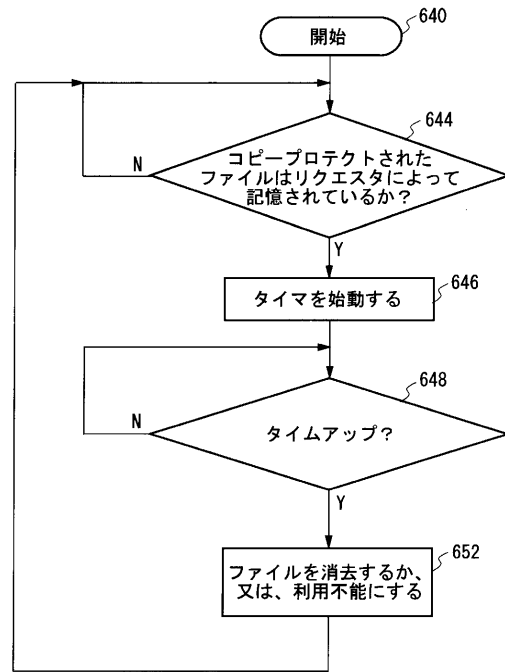 開始
640
644
コピープロテクトされた
ファイルはリクエスタによって
記憶されているか？
N
Y
タイマを始動する
646
648
タイムアップ？
N
Y
652
ファイルを消去するか、
又は、利用不能にする